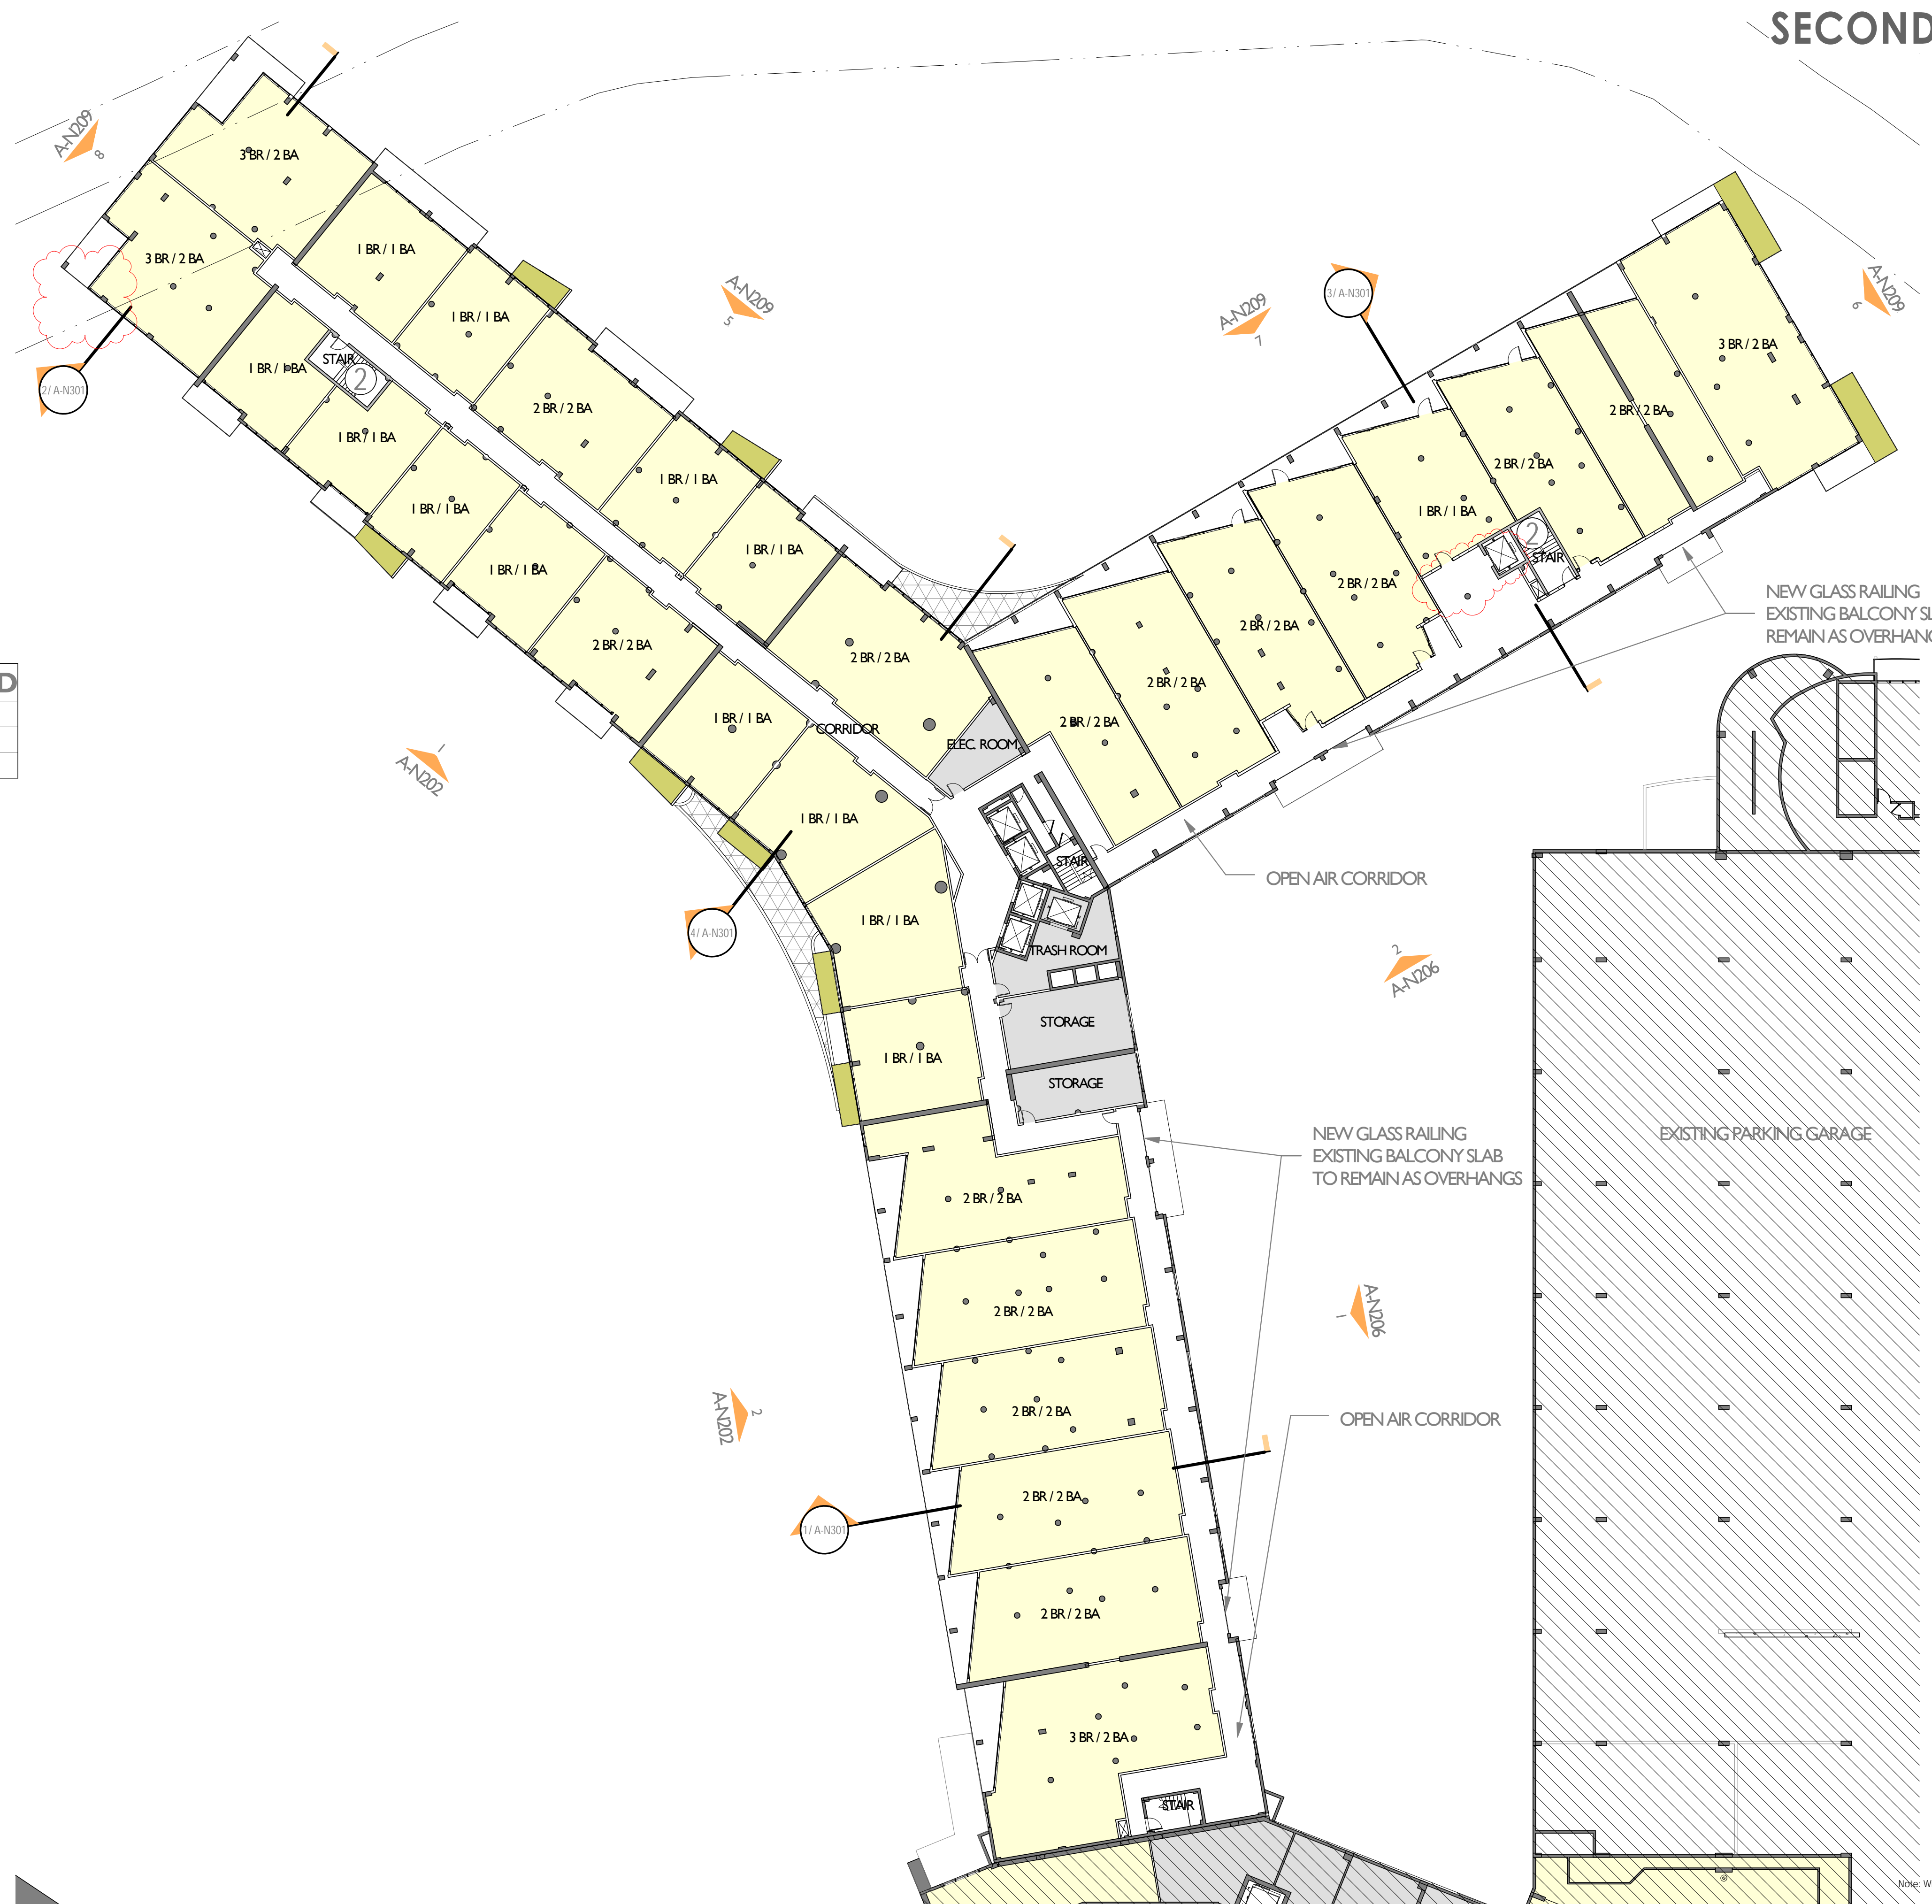 SECOND
A-N209
8
3 BR / 2 BA
3 BR / 2 BA
1 BR / 1 BA
1 BR / 1 BA
A-N209
5
A-N209
7
3/ A-N301
A-N209
6
3 BR / 2 BA
STAIR
2
1 BR / 1 BA
2/ A-N301
2 BR / 2 BA
2 BR / 2 BA
1 BR / 1 BA
1 BR / 1 BA
2 BR / 2 BA
1 BR / 1 BA
1 BR / 1 BA
2
STAIR
1 BR / 1 BA
1 BR / 1 BA
2 BR / 2 BA
NEW GLASS RAILING
EXISTING BALCONY SL
REMAIN AS OVERHANG
2 BR / 2 BA
2 BR / 2 BA
2 BR / 2 BA
2 BR / 2 BA
D
1 BR / 1 BA
2 BR / 2 BA
CORRIDOR
ELEC. ROOM
1
A-N202
1 BR / 1 BA
STAIR
OPEN AIR CORRIDOR
1 BR / 1 BA
4/ A-N301
TRASH ROOM
2
A-N206
STORAGE
1 BR / 1 BA
STORAGE
NEW GLASS RAILING
EXISTING BALCONY SLAB
TO REMAIN AS OVERHANGS
EXISTING PARKING GARAGE
2 BR / 2 BA
2 BR / 2 BA
1
A-N206
2 BR / 2 BA
A-N202
2
OPEN AIR CORRIDOR
2 BR / 2 BA
1/ A-N301
2 BR / 2 BA
3 BR / 2 BA
STAIR
Note: W